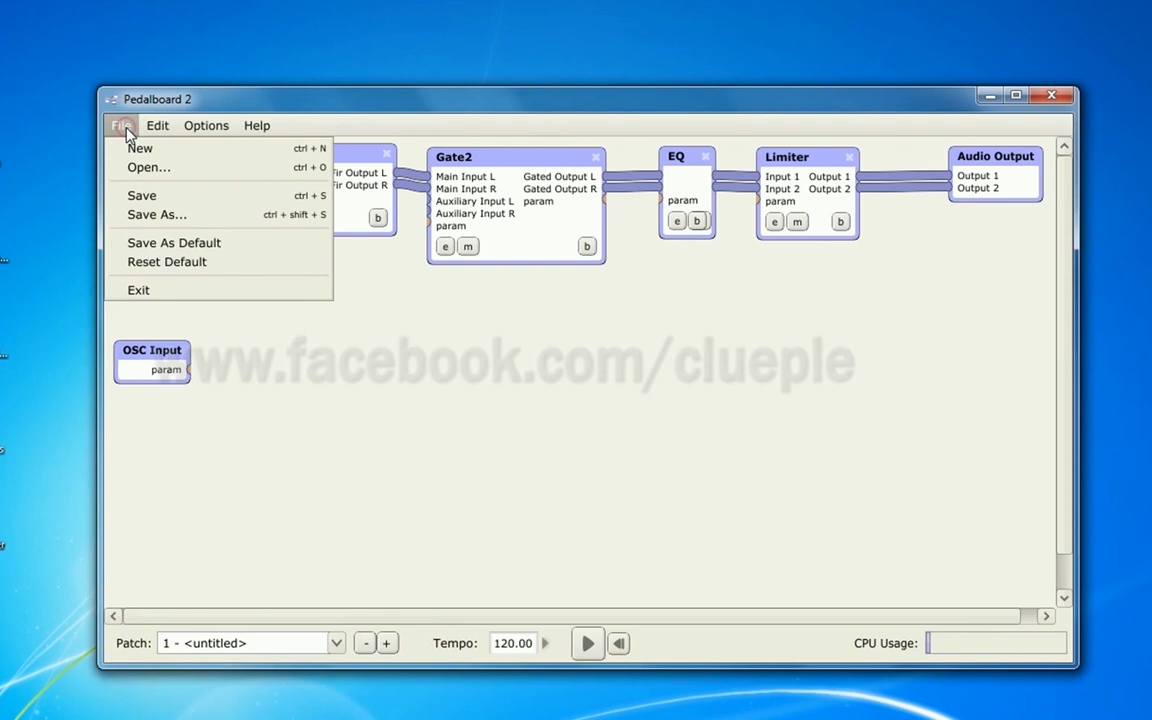 Pedalboard 2
File Edit Options Help
New ctrl + N
Open... ctrl + O
Save ctrl + S
Save As... ctrl + shift + S
Save As Default
Reset Default
Exit
Fir Output L
Fir Output R
b
Gate2
Main Input L Gated Output L
Main Input R Gated Output R
Auxiliary Input L param
Auxiliary Input R
param
e m b
EQ
param
e b
Limiter
Input 1 Output 1
Input 2 Output 2
param
e m b
Audio Output
Output 1
Output 2
OSC Input
param
www.facebook.com/clueple
Patch: 1 - <untitled> - + Tempo: 120.00 CPU Usage: